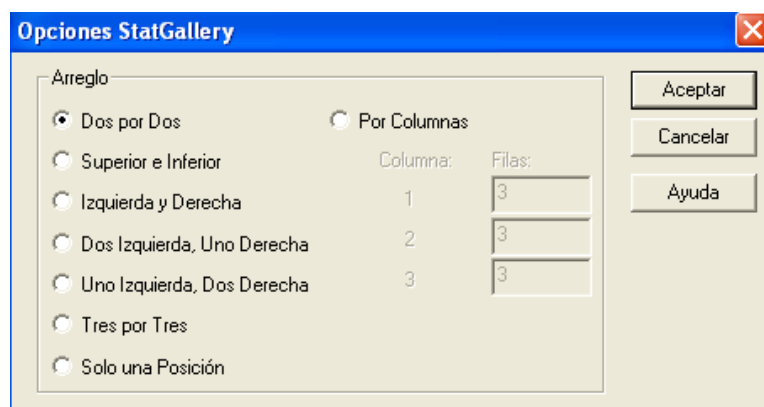 Opciones StatGallery
Arreglo
Dos por Dos
Superior e Inferior
Izquierda y Derecha
Dos Izquierda, Uno Derecha
Uno Izquierda, Dos Derecha
Tres por Tres
Solo una Posición
Por Columnas
Columna: Filas:
1 3
2 3
3 3
Aceptar
Cancelar
Ayuda